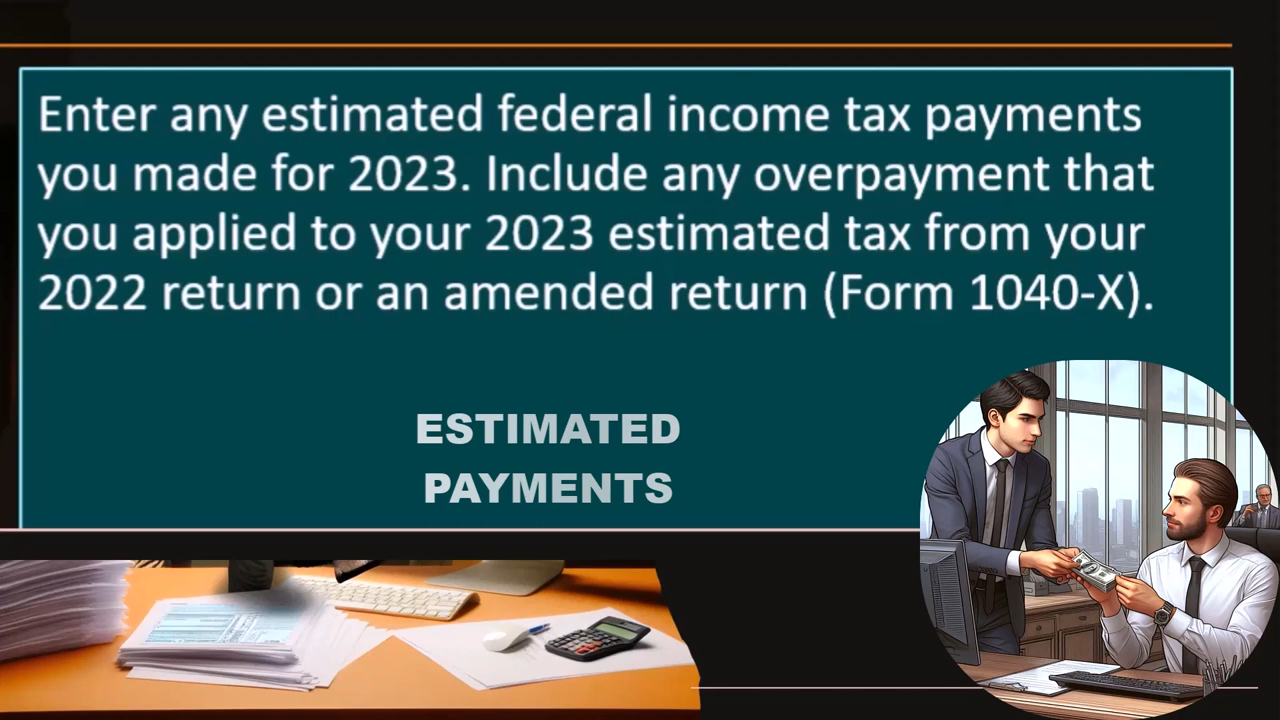 Enter any estimated federal income tax payments
you made for 2023. Include any overpayment that
you applied to your 2023 estimated tax from your
2022 return or an amended return (Form 1040-X).
ESTIMATED
PAYMENTS